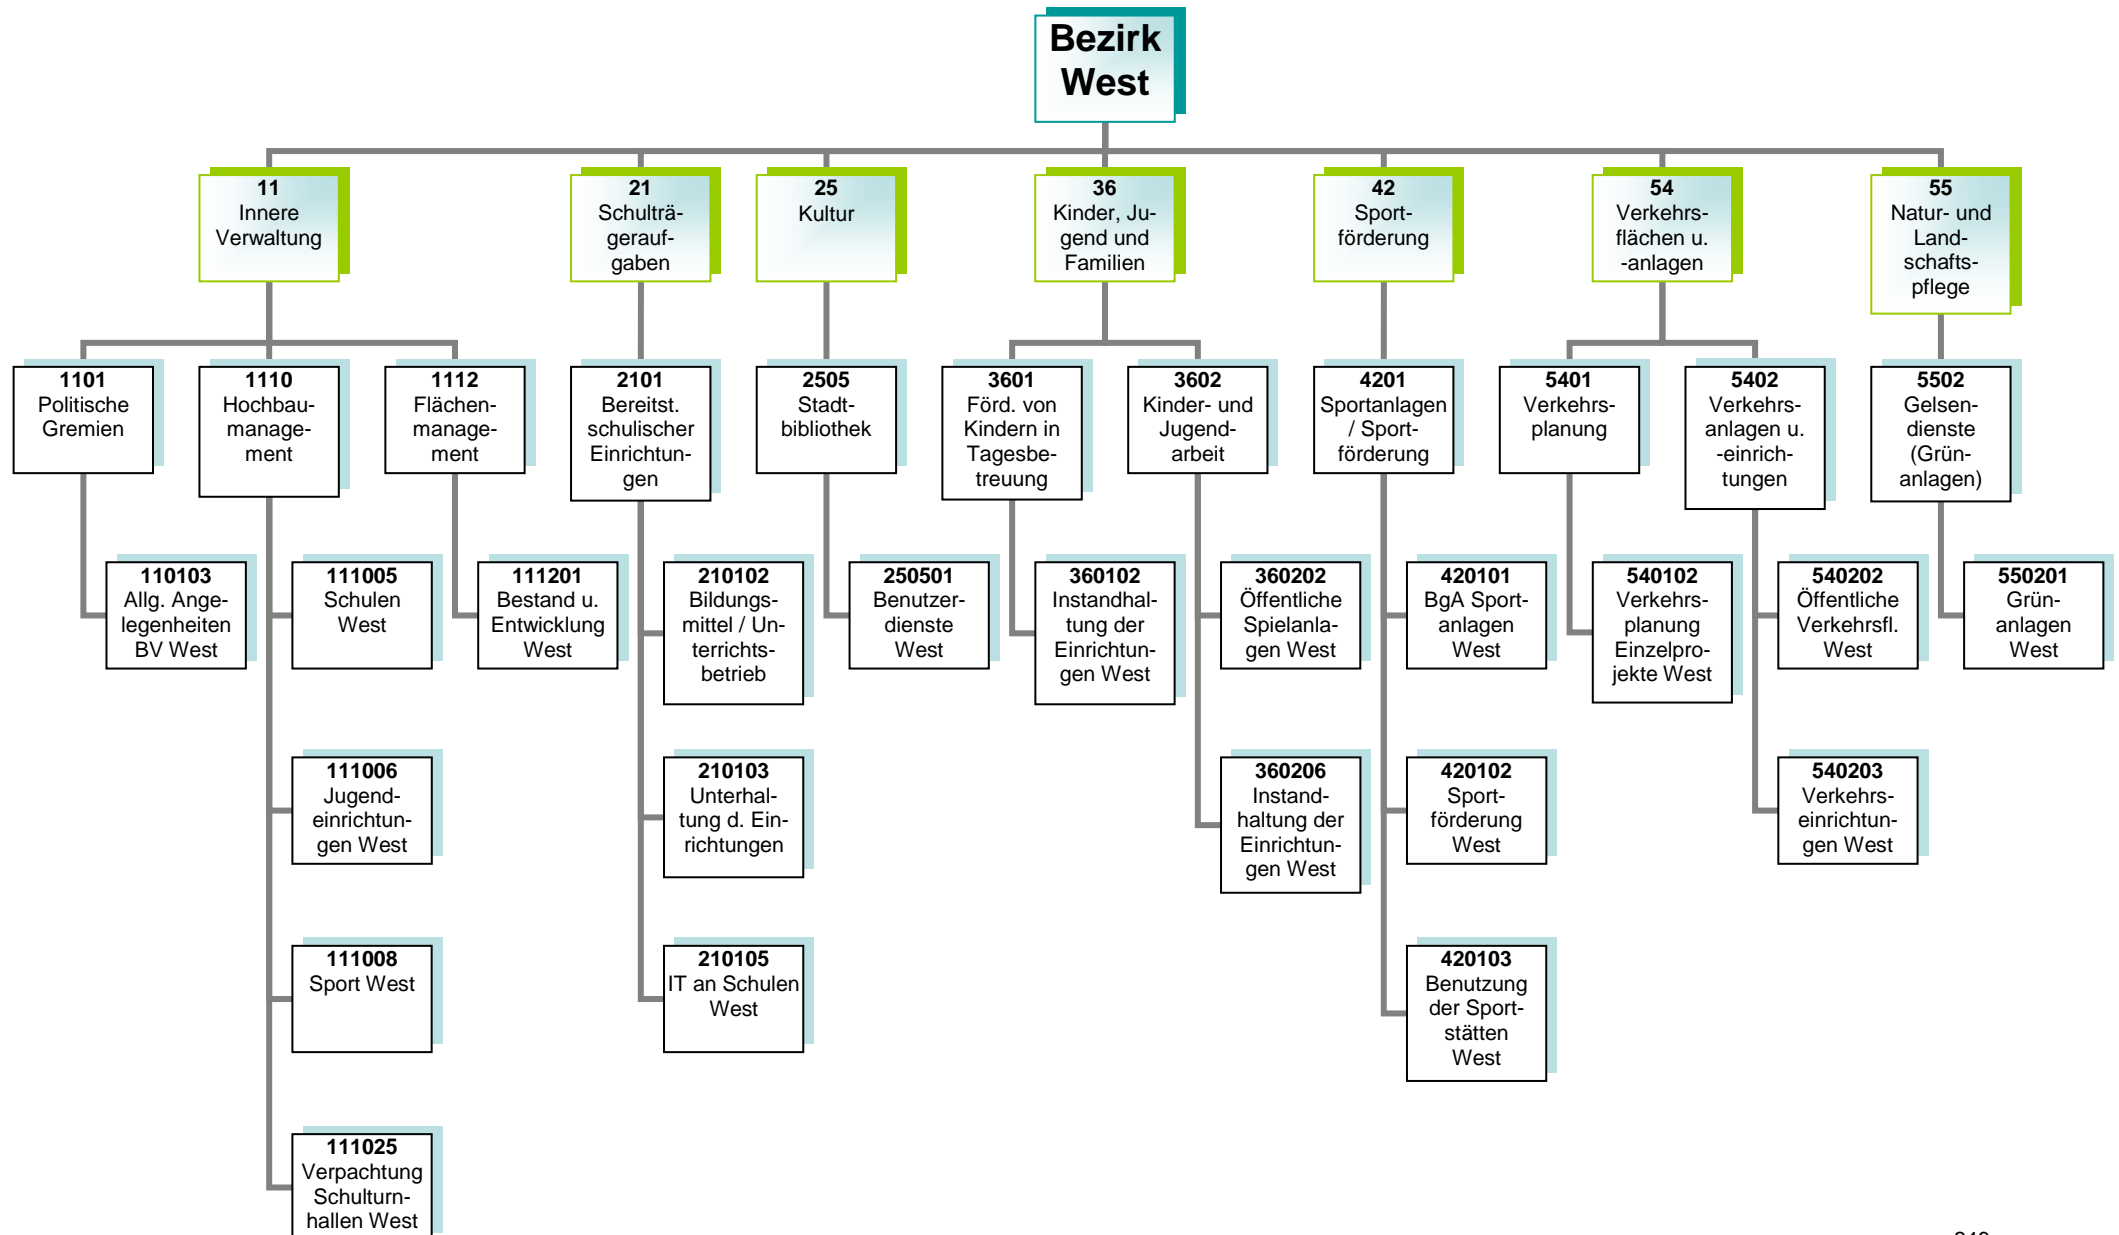 Bezirk
West
11
Innere
Verwaltung
21
Schulträ-
gerauf-
gaben
25
Kultur
36
Kinder, Ju-
gend und
Familien
42
Sport-
förderung
54
Verkehrs-
flächen u.
-anlagen
55
Natur- und
Land-
schafts-
pflege
1101
Politische
Gremien
1110
Hochbau-
manage-
ment
1112
Flächen-
manage-
ment
2101
Bereitst.
schulischer
Einrichtun-
gen
2505
Stadt-
bibliothek
3601
Förd. von
Kindern in
Tagesbe-
treuung
3602
Kinder- und
Jugend-
arbeit
4201
Sportanlagen
/ Sport-
förderung
5401
Verkehrs-
planung
5402
Verkehrs-
anlagen u.
-einrich-
tungen
5502
Gelsen-
dienste
(Grün-
anlagen)
110103
Allg. Ange-
legenheiten
BV West
111005
Schulen
West
111201
Bestand u.
Entwicklung
West
210102
Bildungs-
mittel / Un-
terrichts-
betrieb
250501
Benutzer-
dienste
West
360102
Instandhal-
tung der
Einrichtun-
gen West
360202
Öffentliche
Spielanla-
gen West
420101
BgA Sport-
anlagen
West
540102
Verkehrs-
planung
Einzelpro-
jekte West
540202
Öffentliche
Verkehrsfl.
West
550201
Grün-
anlagen
West
111006
Jugend-
einrichtun-
gen West
210103
Unterhal-
tung d. Ein-
richtungen
360206
Instand-
haltung der
Einrichtun-
gen West
420102
Sport-
förderung
West
540203
Verkehrs-
einrichtun-
gen West
111008
Sport West
210105
IT an Schulen
West
420103
Benutzung
der Sport-
stätten
West
111025
Verpachtung
Schulturn-
hallen West